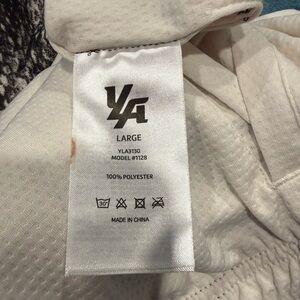 YA
LARGE
YLA3130
MODEL #1128
100% POLYESTER
30°
MADE IN CHINA